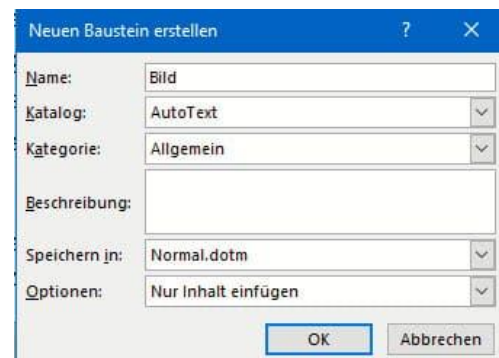 Neuen Baustein erstellen ? ×
Name: Bild
Katalog: AutoText
Kategorie: Allgemein
Beschreibung:
Speichern in: Normal.dotm
Optionen: Nur Inhalt einfügen
OK Abbrechen